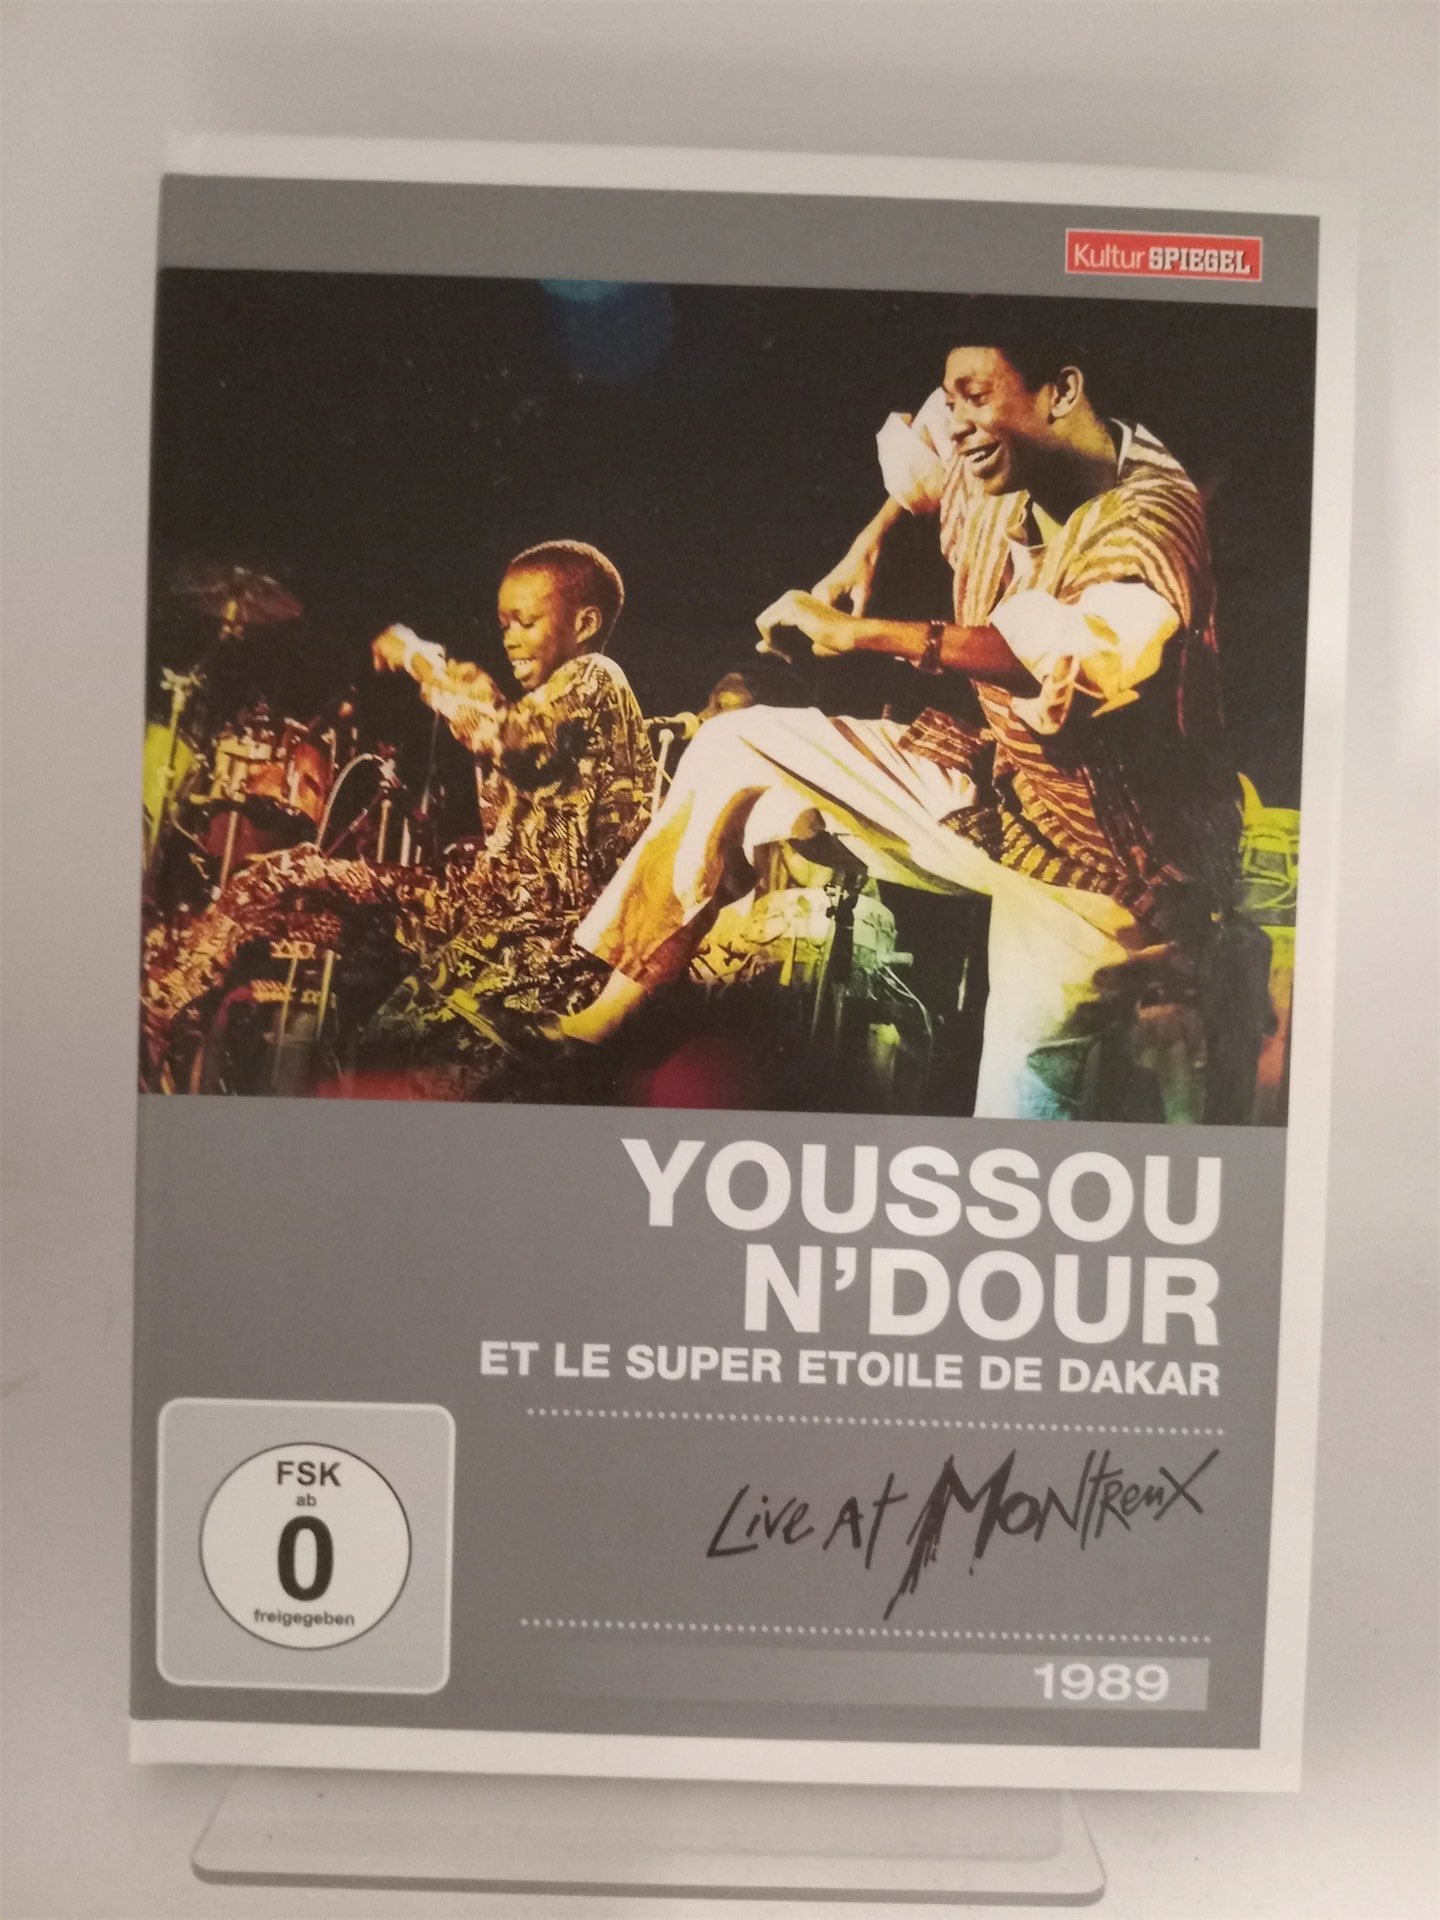 Kultur SPIEGEL
YOUSSOU
N'DOUR
ET LE SUPER ETOILE DE DAKAR
Live at Montreux
1989
FSK
ab
0
freigegeben